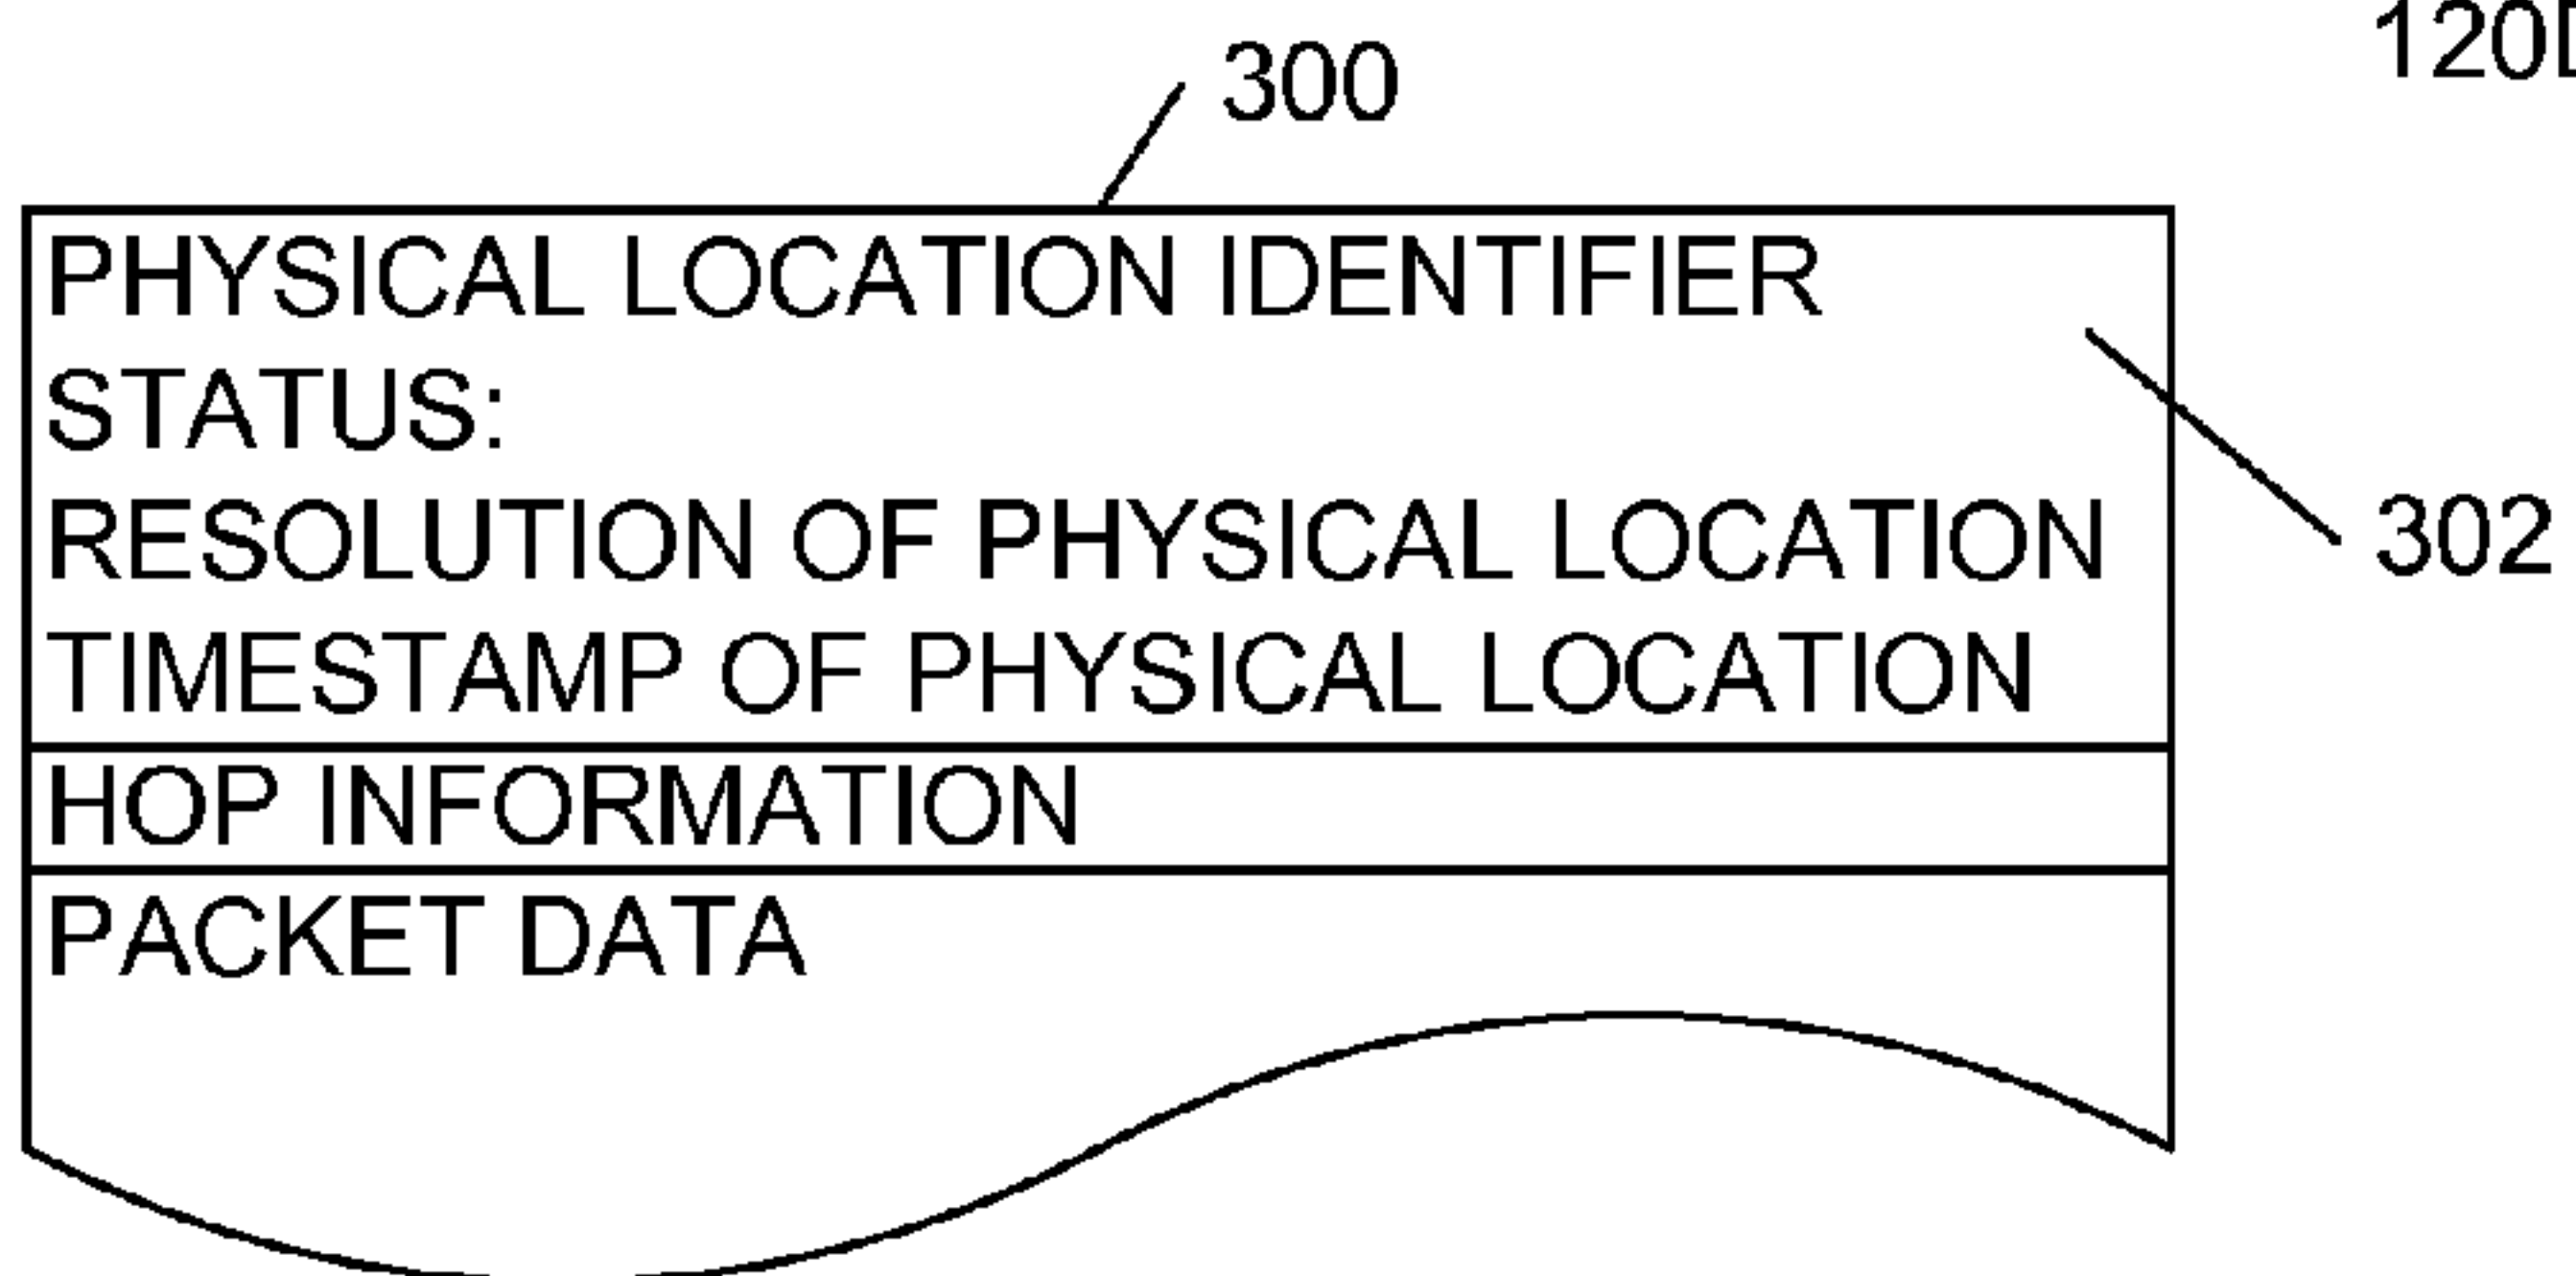 120D
300
PHYSICAL LOCATION IDENTIFIER
STATUS:
RESOLUTION OF PHYSICAL LOCATION
302
TIMESTAMP OF PHYSICAL LOCATION
HOP INFORMATION
PACKET DATA